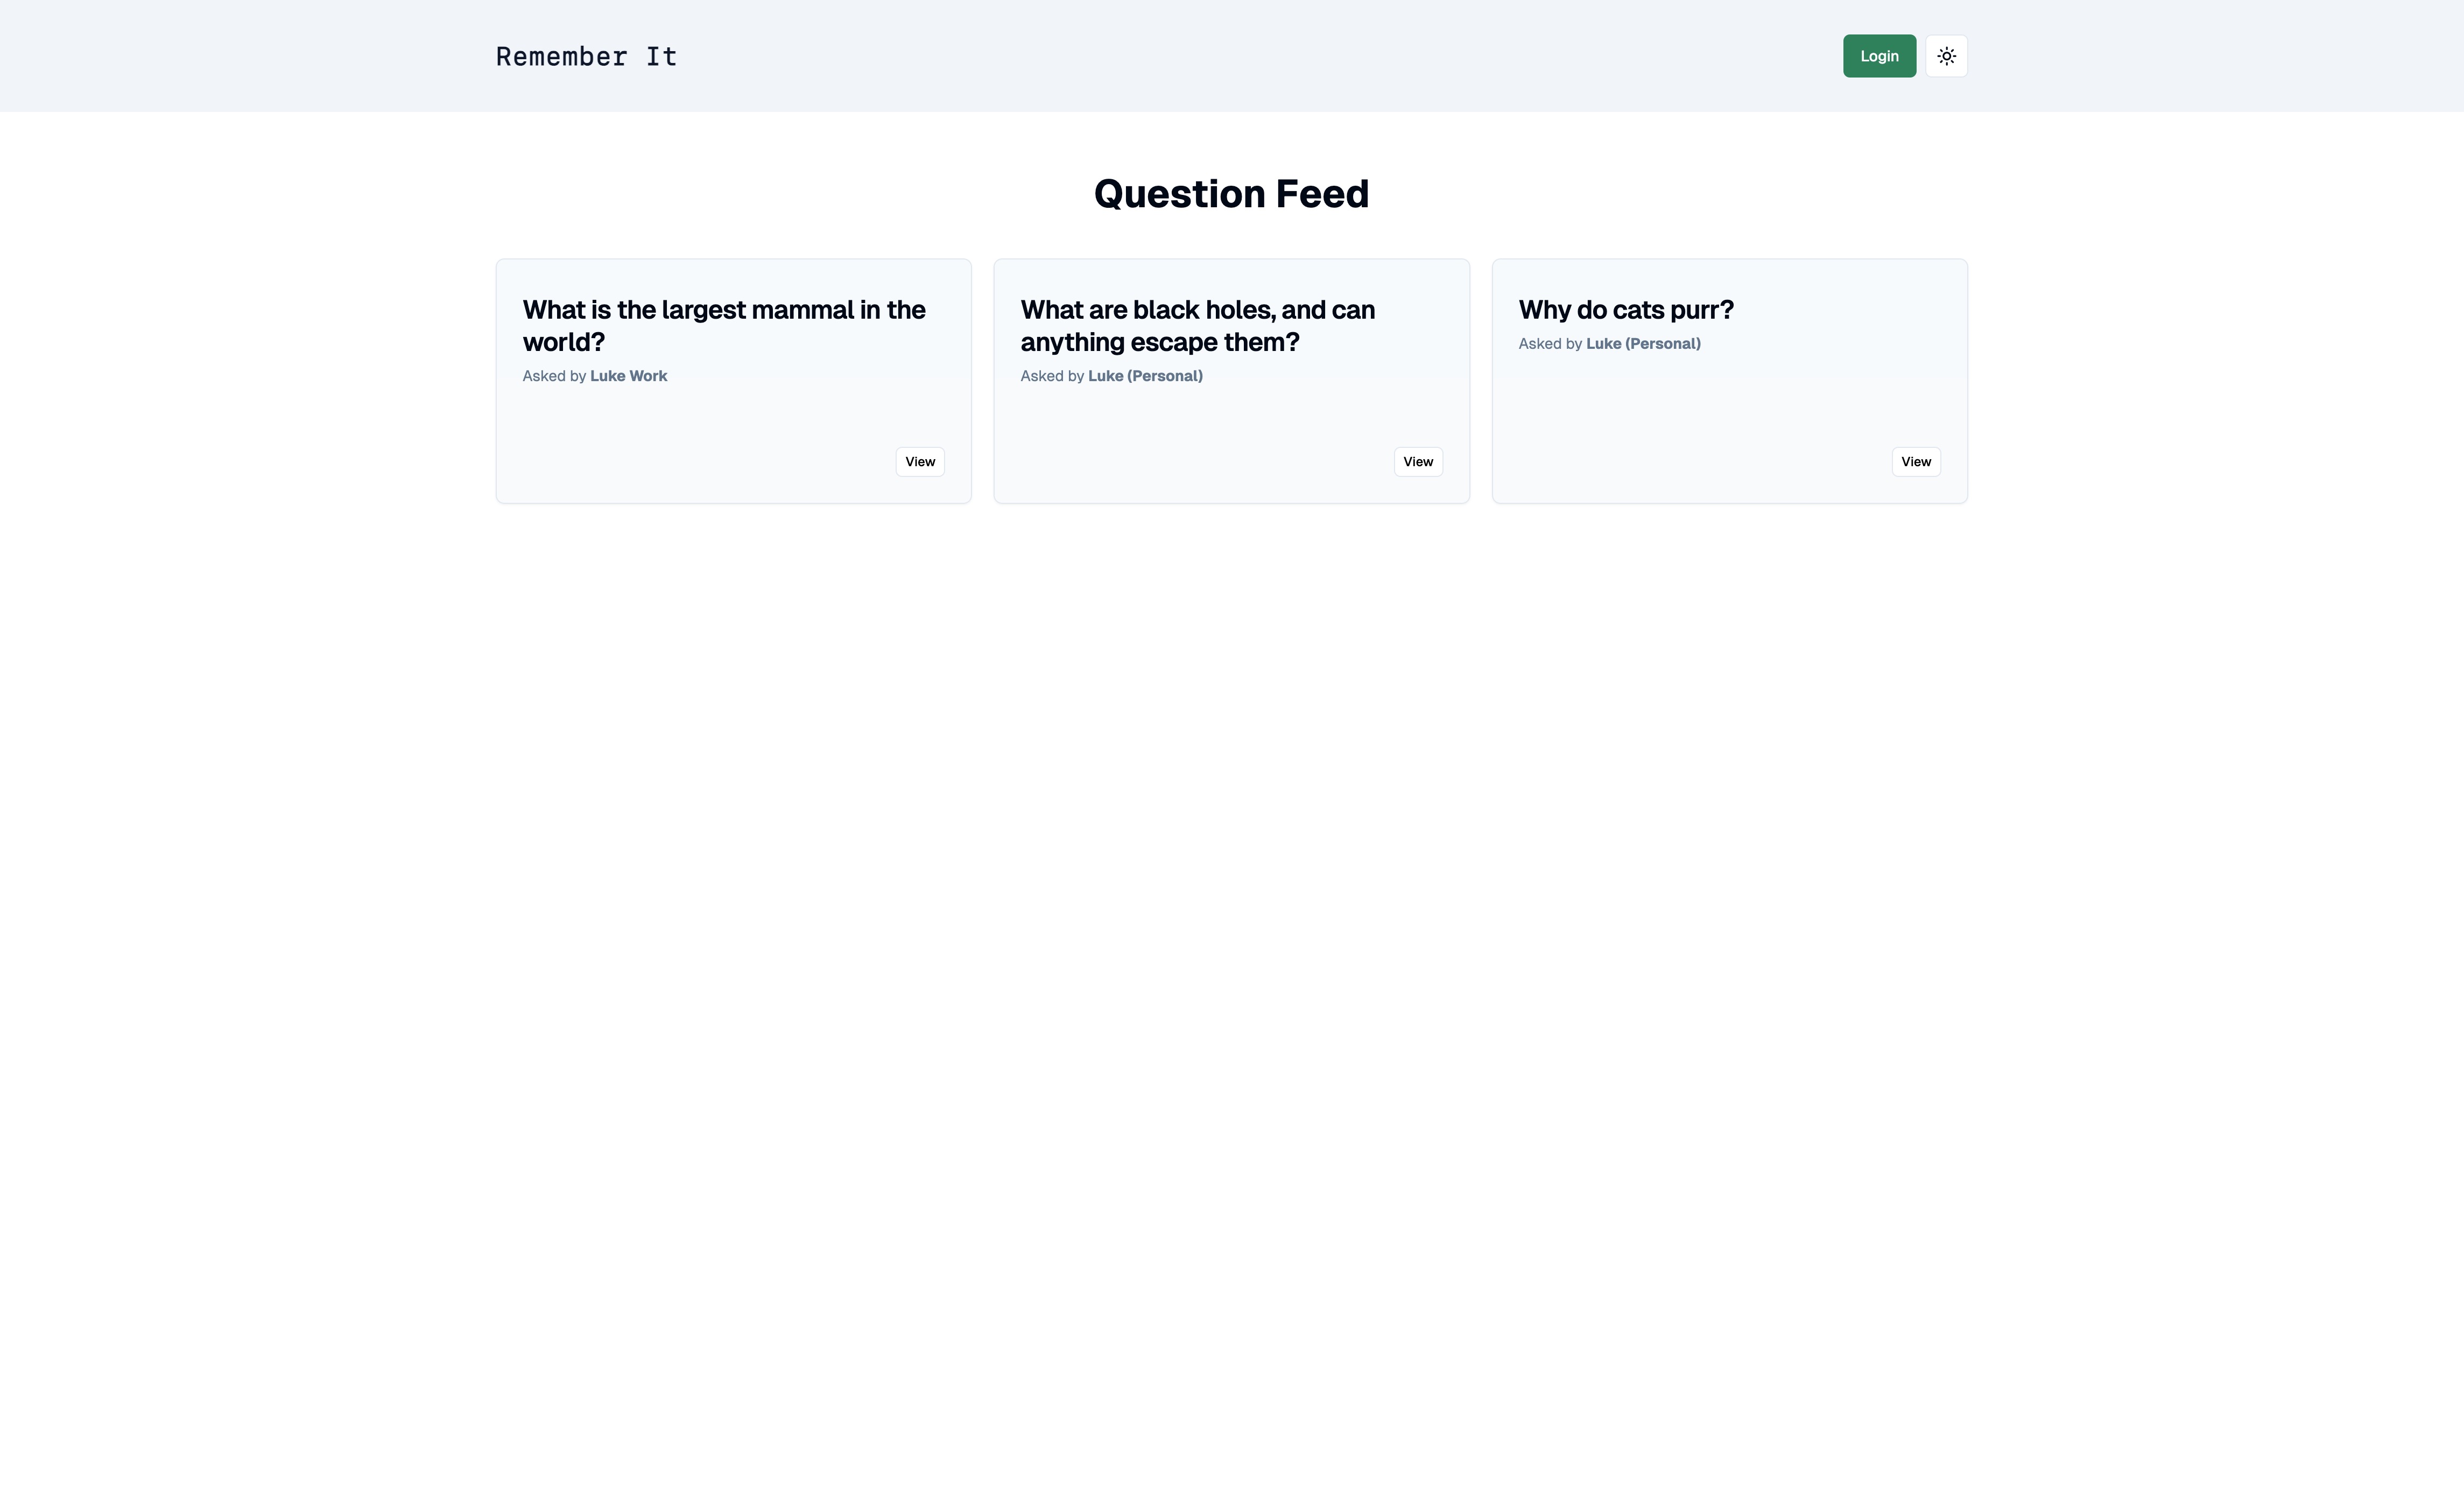 Remember It
Login
Question Feed
What is the largest mammal in the
world?
Asked by Luke Work
View
What are black holes, and can
anything escape them?
Asked by Luke (Personal)
View
Why do cats purr?
Asked by Luke (Personal)
View